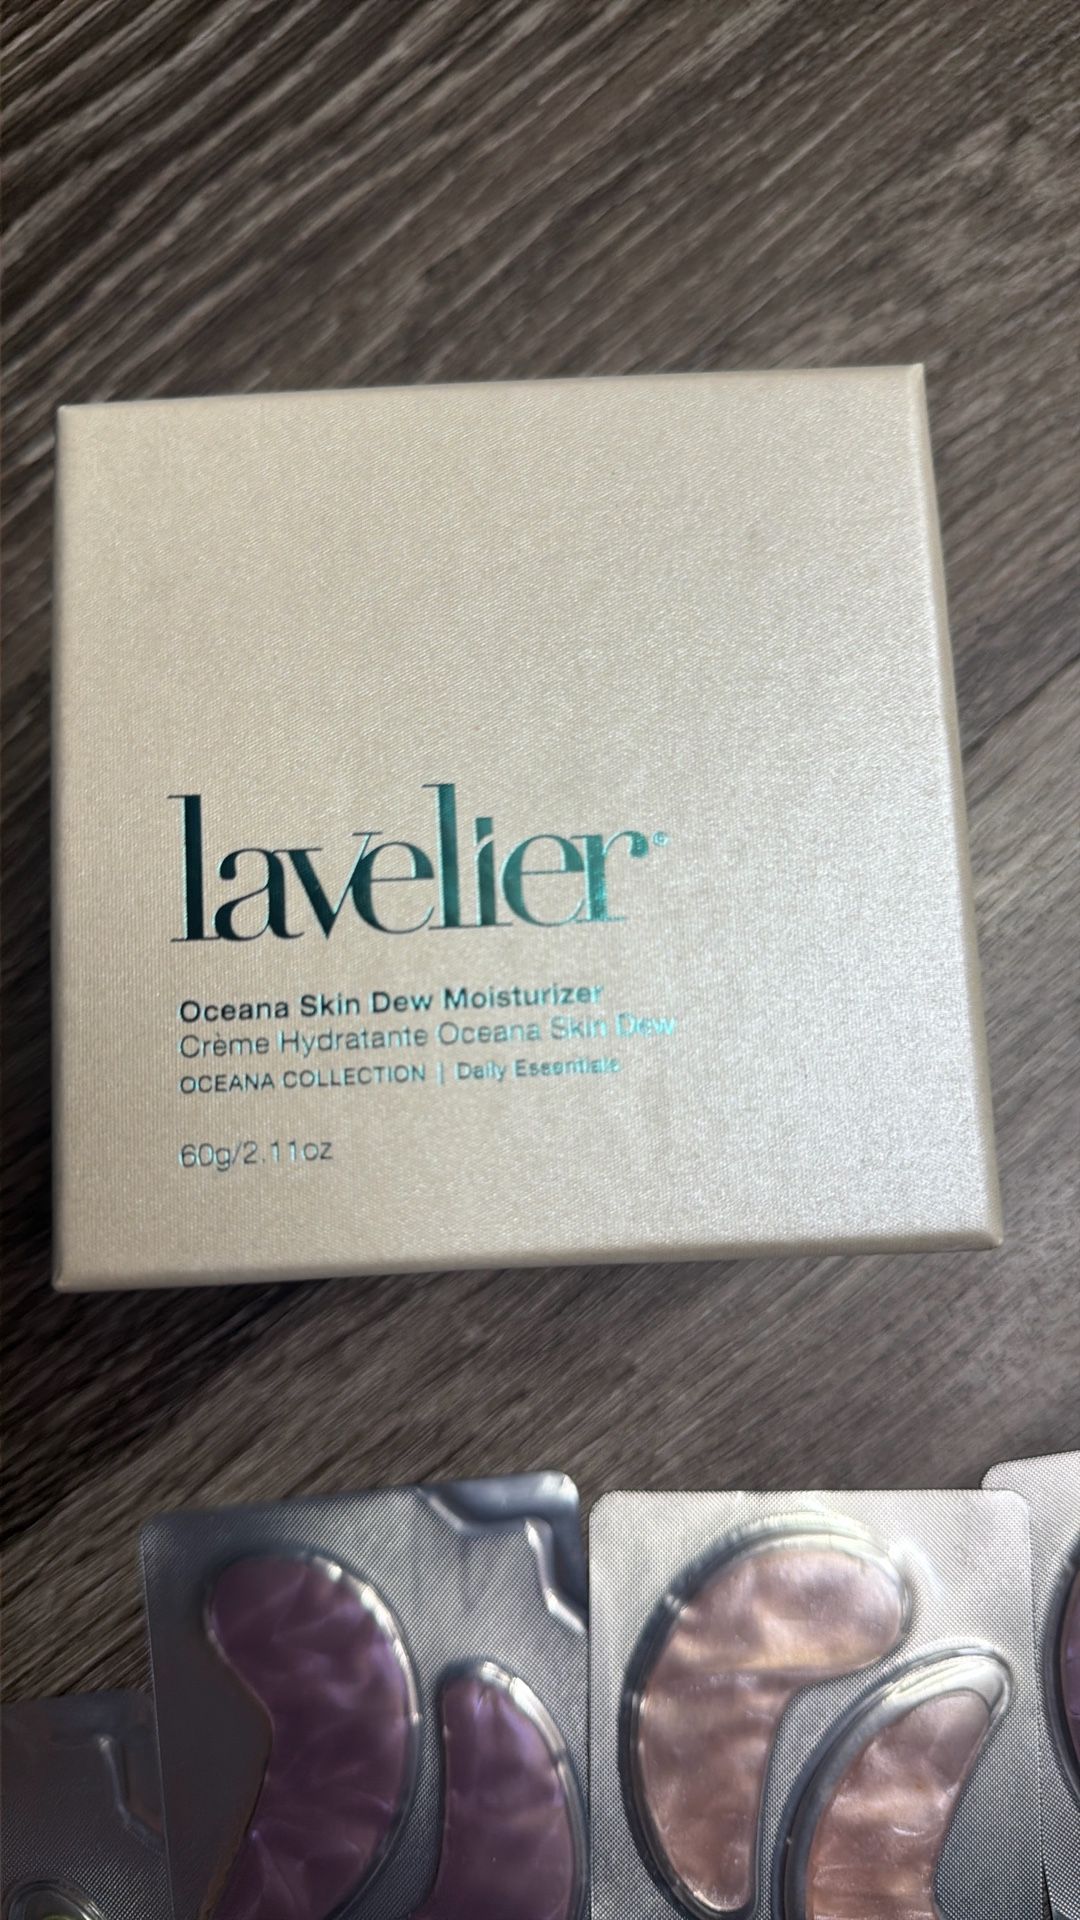 lavelier®
Oceana Skin Dew Moisturizer
Crème Hydratante Oceana Skin Dew
OCEANA COLLECTION | Daily Essentials
60g/2.11oz